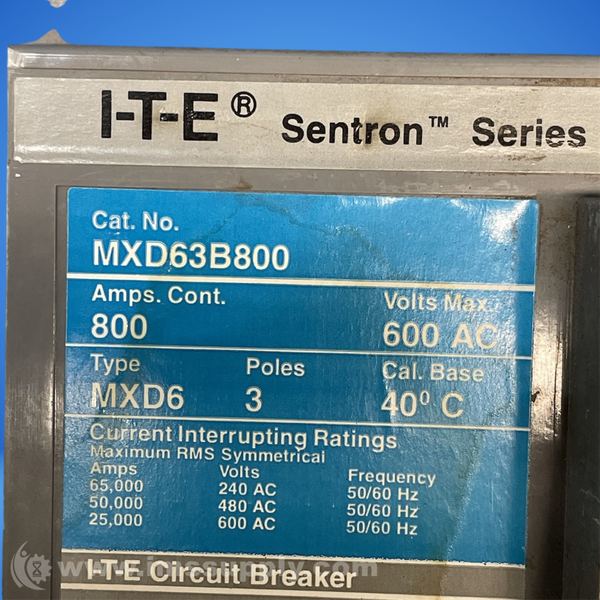 I-T-E® Sentron™ Series
Cat. No.
MXD63B800
Amps. Cont. Volts Max.
800 600 AC
Type Poles Cal. Base
MXD6 3 40⁰ C
Current Interrupting Ratings
Maximum RMS Symmetrical
Amps Volts Frequency
65,000 240 AC 50/60 Hz
50,000 480 AC 50/60 Hz
25,000 600 AC 50/60 Hz
I-T-E Circuit Breaker